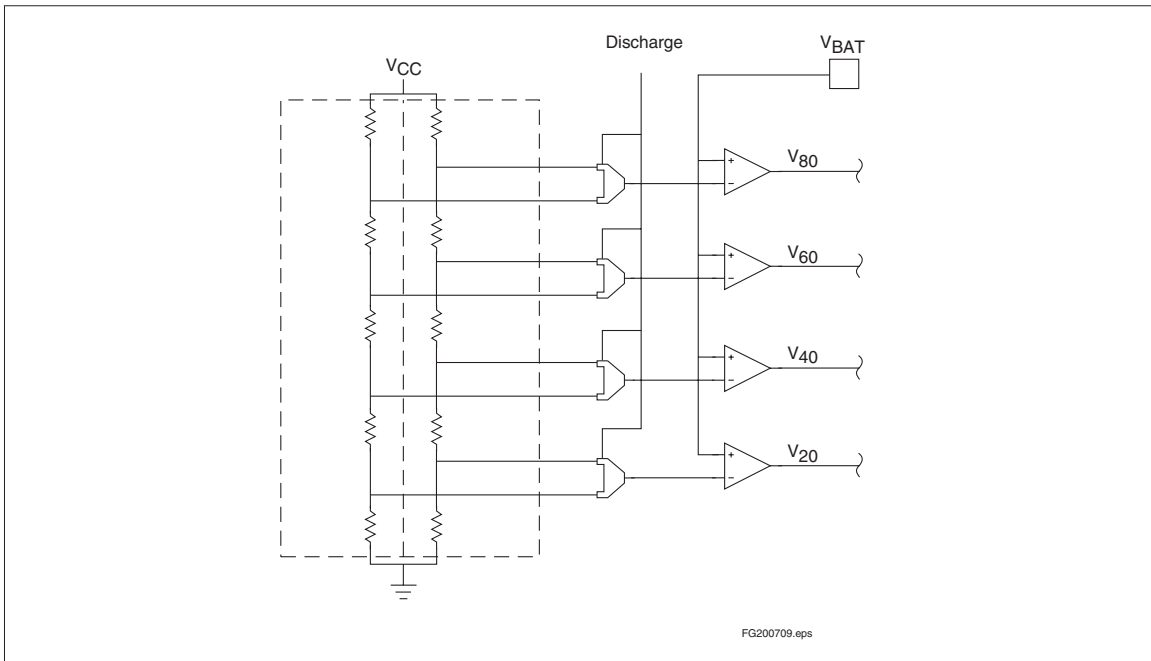 Discharge
VBAT
VCC
+
-
V80
+
-
V60
+
-
V40
+
-
V20
FG200709.eps